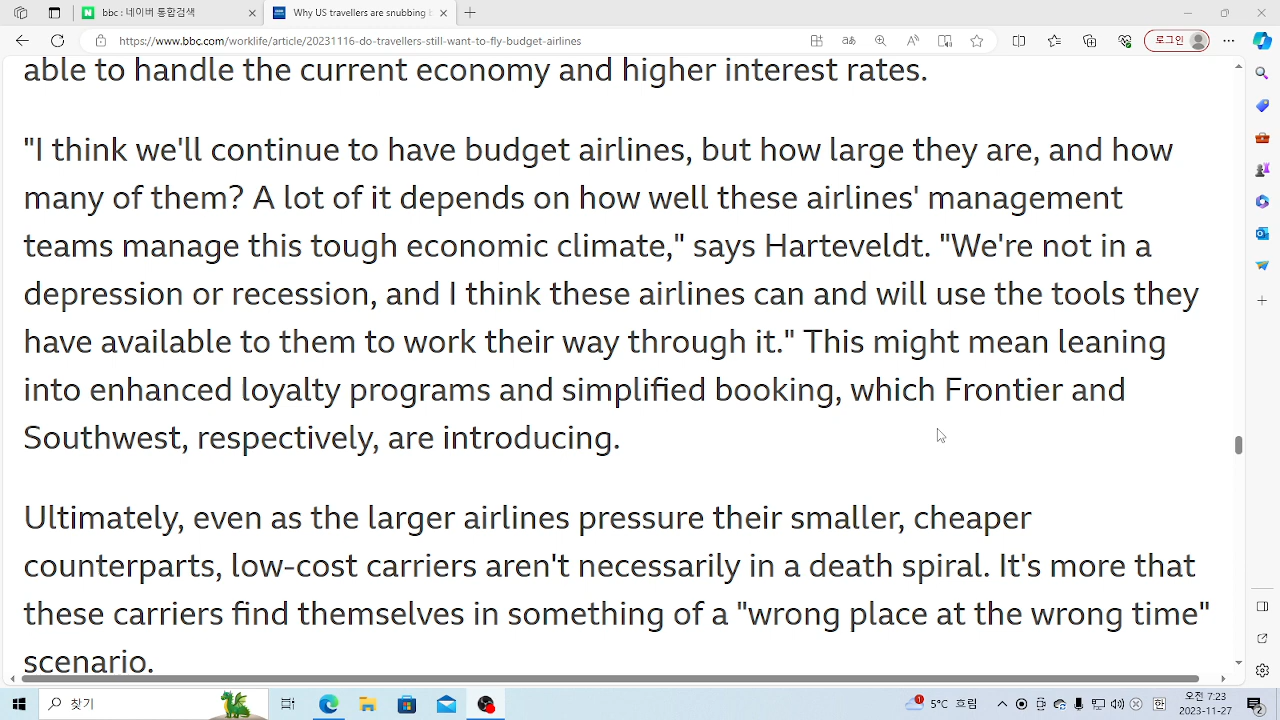 bbc : 네이버 통합검색
Why US travellers are snubbing
https://www.bbc.com/worklife/article/20231116-do-travellers-still-want-to-fly-budget-airlines
로그인
able to handle the current economy and higher interest rates.
"I think we'll continue to have budget airlines, but how large they are, and how
many of them? A lot of it depends on how well these airlines' management
teams manage this tough economic climate," says Harteveldt. "We're not in a
depression or recession, and I think these airlines can and will use the tools they
have available to them to work their way through it." This might mean leaning
into enhanced loyalty programs and simplified booking, which Frontier and
Southwest, respectively, are introducing.
Ultimately, even as the larger airlines pressure their smaller, cheaper
counterparts, low-cost carriers aren't necessarily in a death spiral. It's more that
these carriers find themselves in something of a "wrong place at the wrong time"
scenario.
찾기
1
5°C 흐림
한
오전 7:23
2023-11-27
2